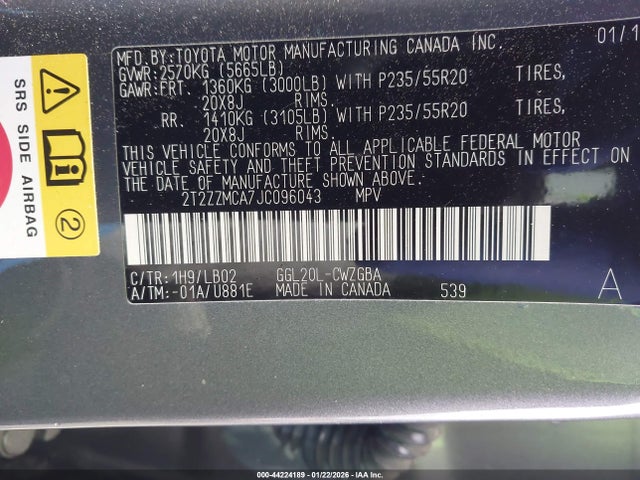 MFD.BY:TOYOTA MOTOR MANUFACTURING CANADA INC. 01/1
GVWR:2570KG (5665LB)
GAWR:FRT. 1360KG (3000LB) WITH P235/55R20 TIRES,
20X8J RIMS.
RR. 1410KG (3105LB) WITH P235/55R20 TIRES,
20X8J RIMS.
THIS VEHICLE CONFORMS TO ALL APPLICABLE FEDERAL MOTOR
VEHICLE SAFETY AND THEFT PREVENTION STANDARDS IN EFFECT ON
THE DATE OF MANUFACTURE SHOWN ABOVE.
2T2ZZMCA7JC096043 MPV
C/TR:1H9/LB02 GGL20L-CWZGBA
A/TM:-01A/U881E MADE IN CANADA 539 A
SRS SIDE AIRBAG
2
000-44224189 - 01/22/2026 - IAA Inc.